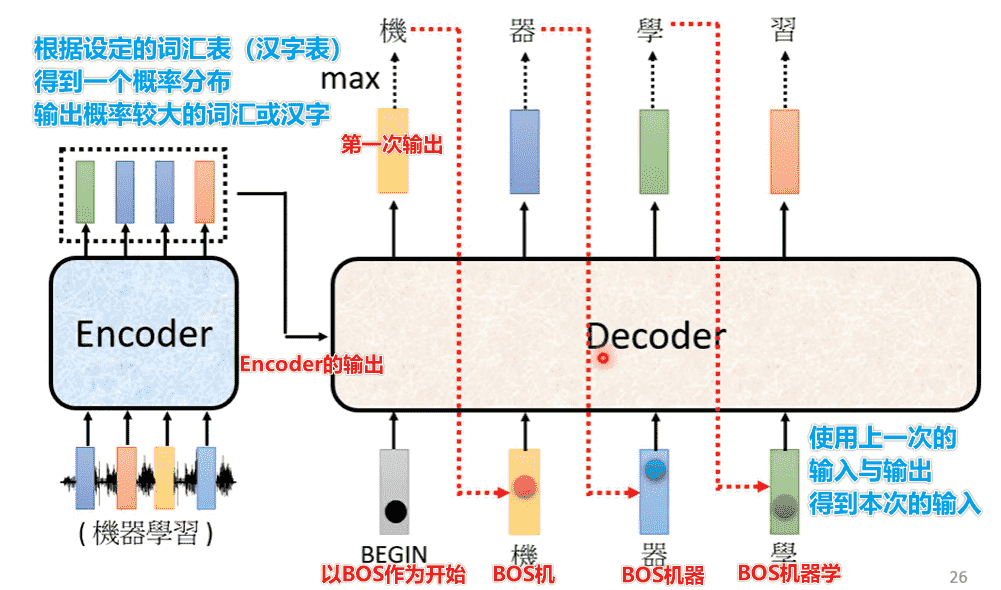 機
器
學
習
根据设定的词汇表（汉字表）
得到一个概率分布
输出概率较大的词汇或汉字
max
第一次输出
Encoder
Decoder
Encoder的输出
使用上一次的
输入与输出
得到本次的输入
(機器學習)
BEGIN
機
器
學
以BOS作为开始
BOS机
BOS机器
BOS机器学
26